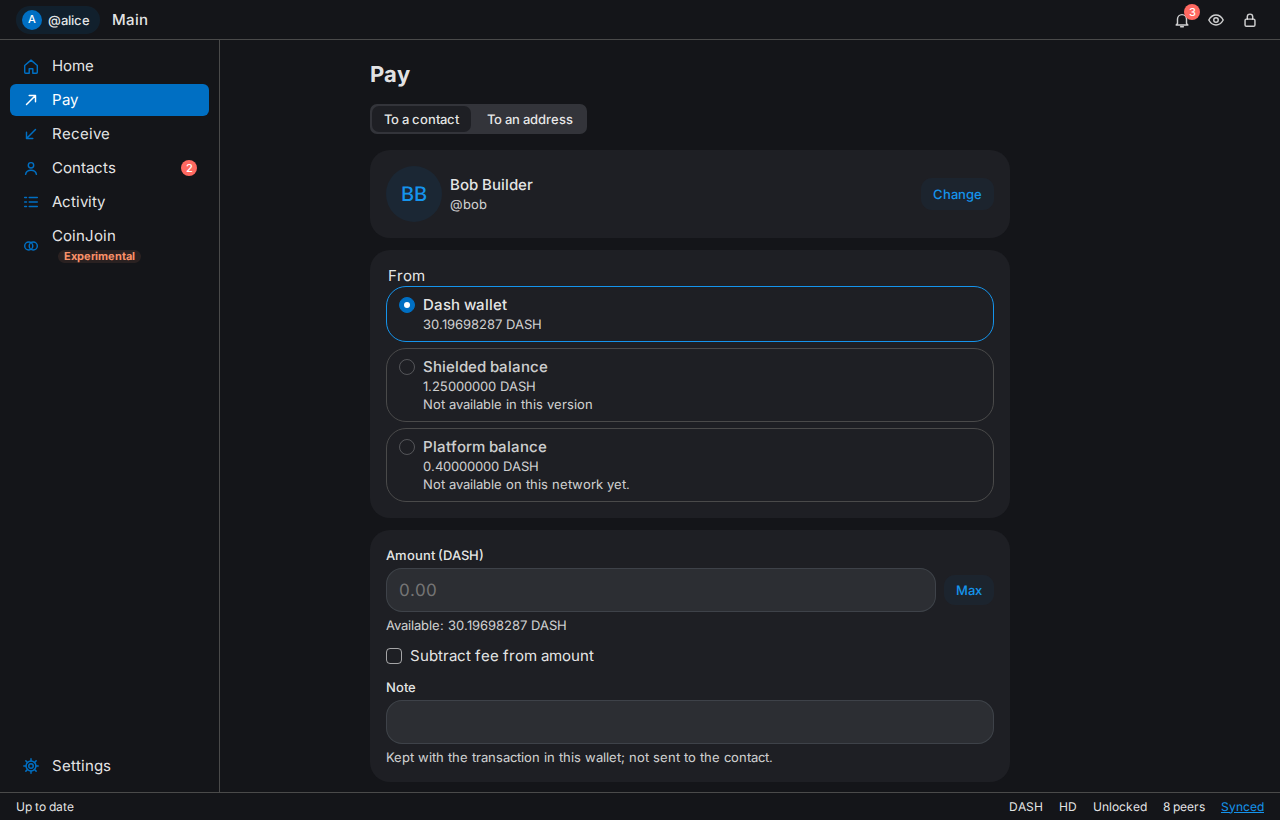 A @alice Main 3
Home
Pay
Receive
Contacts 2
Activity
CoinJoin
Experimental
Settings
Pay
To a contact To an address
BB
Bob Builder
@bob
Change
From
Dash wallet
30.19698287 DASH
Shielded balance
1.25000000 DASH
Not available in this version
Platform balance
0.40000000 DASH
Not available on this network yet.
Amount (DASH)
0.00 Max
Available: 30.19698287 DASH
Subtract fee from amount
Note
Kept with the transaction in this wallet; not sent to the contact.
Up to date DASH HD Unlocked 8 peers Synced